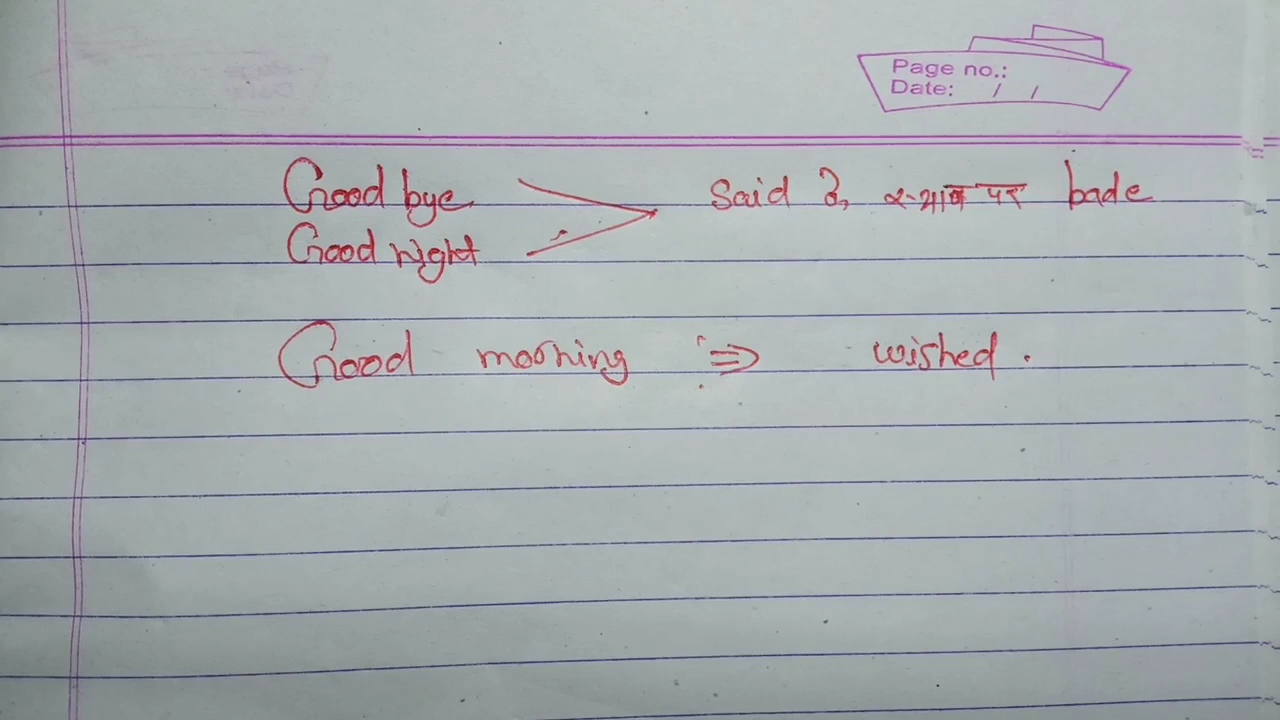 Page no.:
Date: / /
Good bye
Said के स्थान पर bade
Good night
Good morning ⇒ wished.